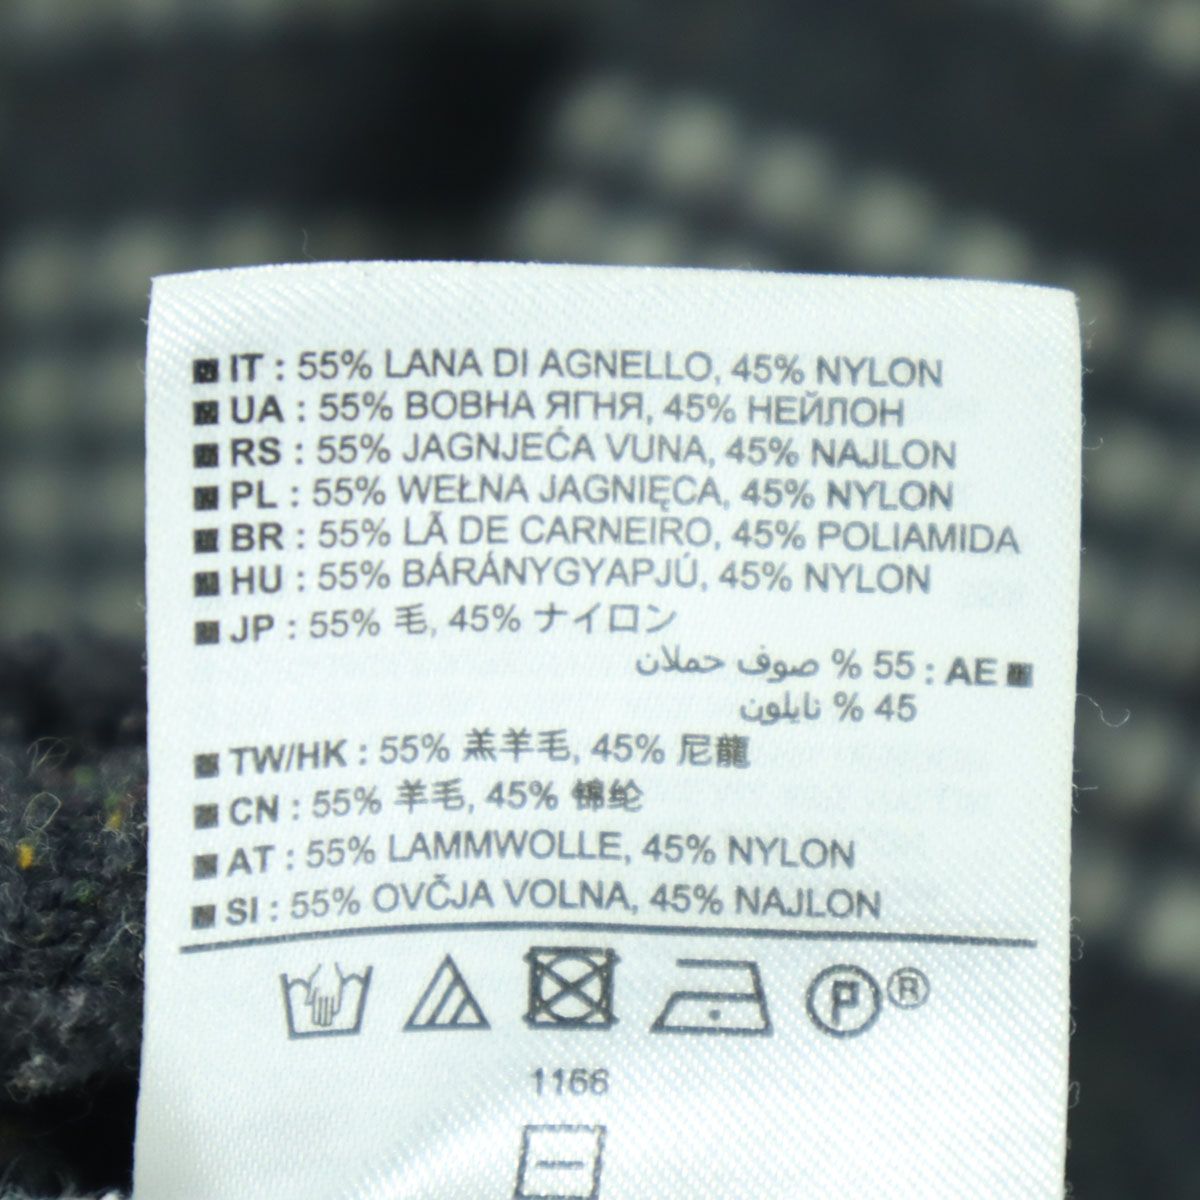 IT : 55% LANA DI AGNELLO, 45% NYLON
UA : 55% ВОВНА ЯГНЯ, 45% НЕЙЛОН
RS : 55% JAGNJEĆA VUNA, 45% NAJLON
PL : 55% WEŁNA JAGNIĘCA, 45% NYLON
BR : 55% LÃ DE CARNEIRO, 45% POLIAMIDA
HU : 55% BÁRÁNYGYAPJÚ, 45% NYLON
JP : 55% 毛, 45% ナイロン
AE : 55 % صوف حملان
45 % نايلون
TW/HK : 55% 羔羊毛, 45% 尼龍
CN : 55% 羊毛, 45% 锦纶
AT : 55% LAMMWOLLE, 45% NYLON
SI : 55% OVČJA VOLNA, 45% NAJLON
P ®
1166